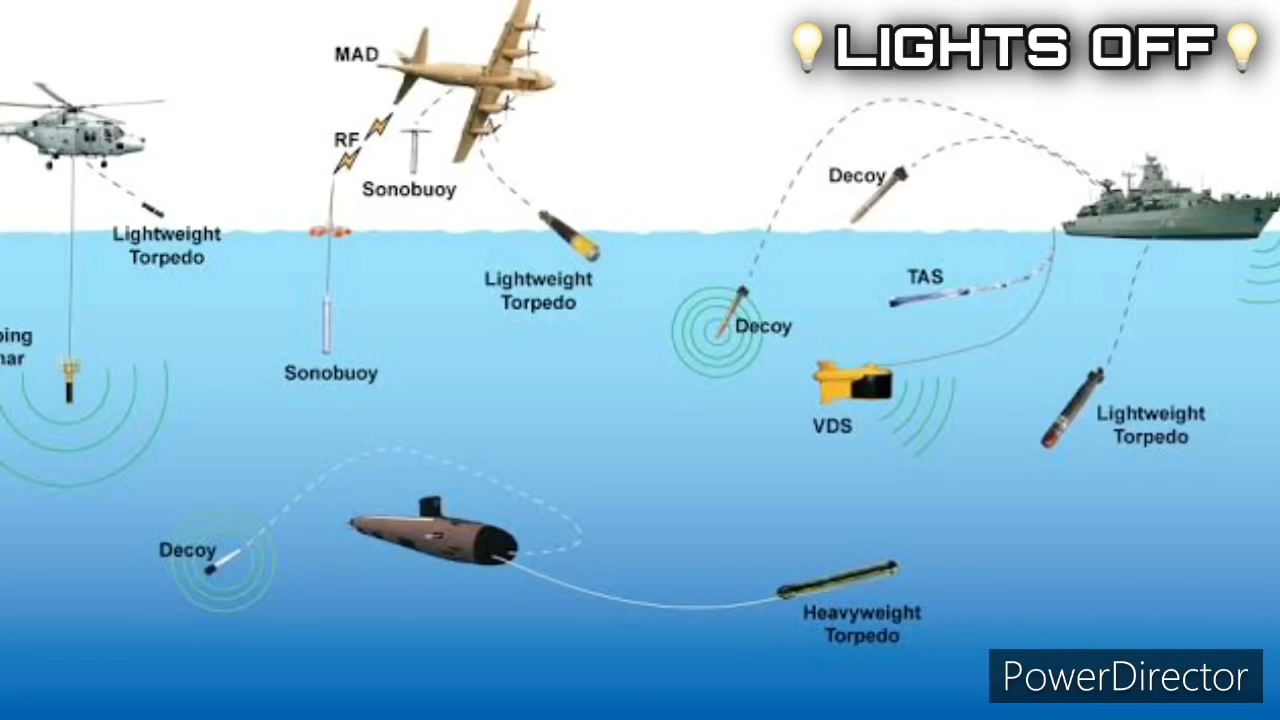 LIGHTS OFF
MAD
RF
Sonobuoy
Decoy
Lightweight
Torpedo
Lightweight
Torpedo
TAS
Decoy
Sonobuoy
VDS
Lightweight
Torpedo
Decoy
Heavyweight
Torpedo
PowerDirector